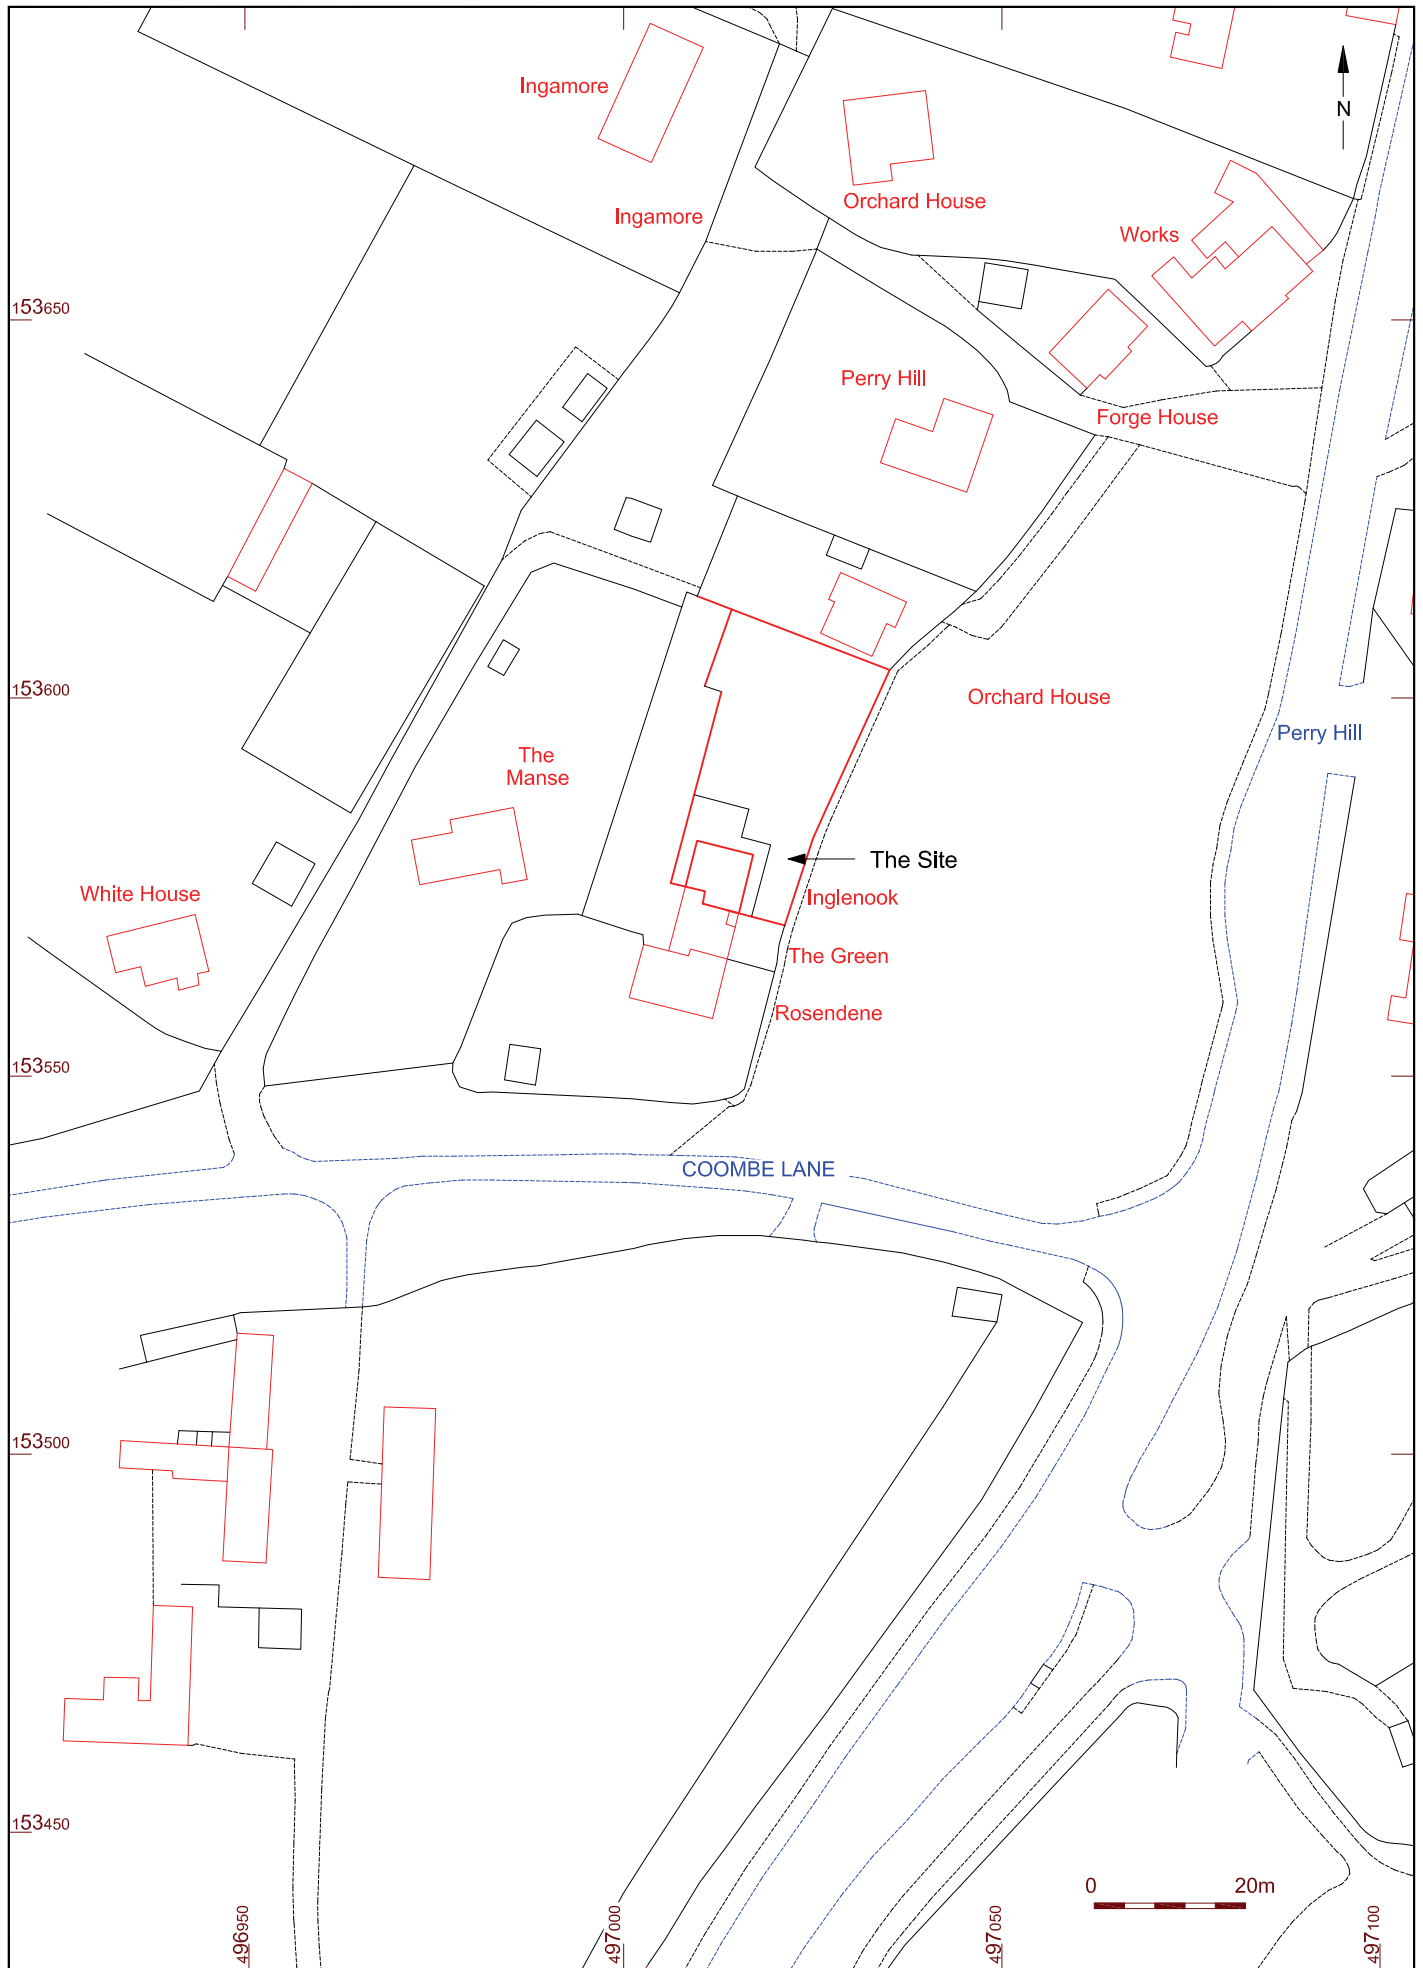 Ingamore
N
Orchard House
Ingamore
Works
153650
Perry Hill
Forge House
153600
Orchard House
Perry Hill
The
Manse
The Site
White House
Inglenook
The Green
Rosendene
153550
COOMBE LANE
153500
153450
0 20m
496950
497000
497050
497100